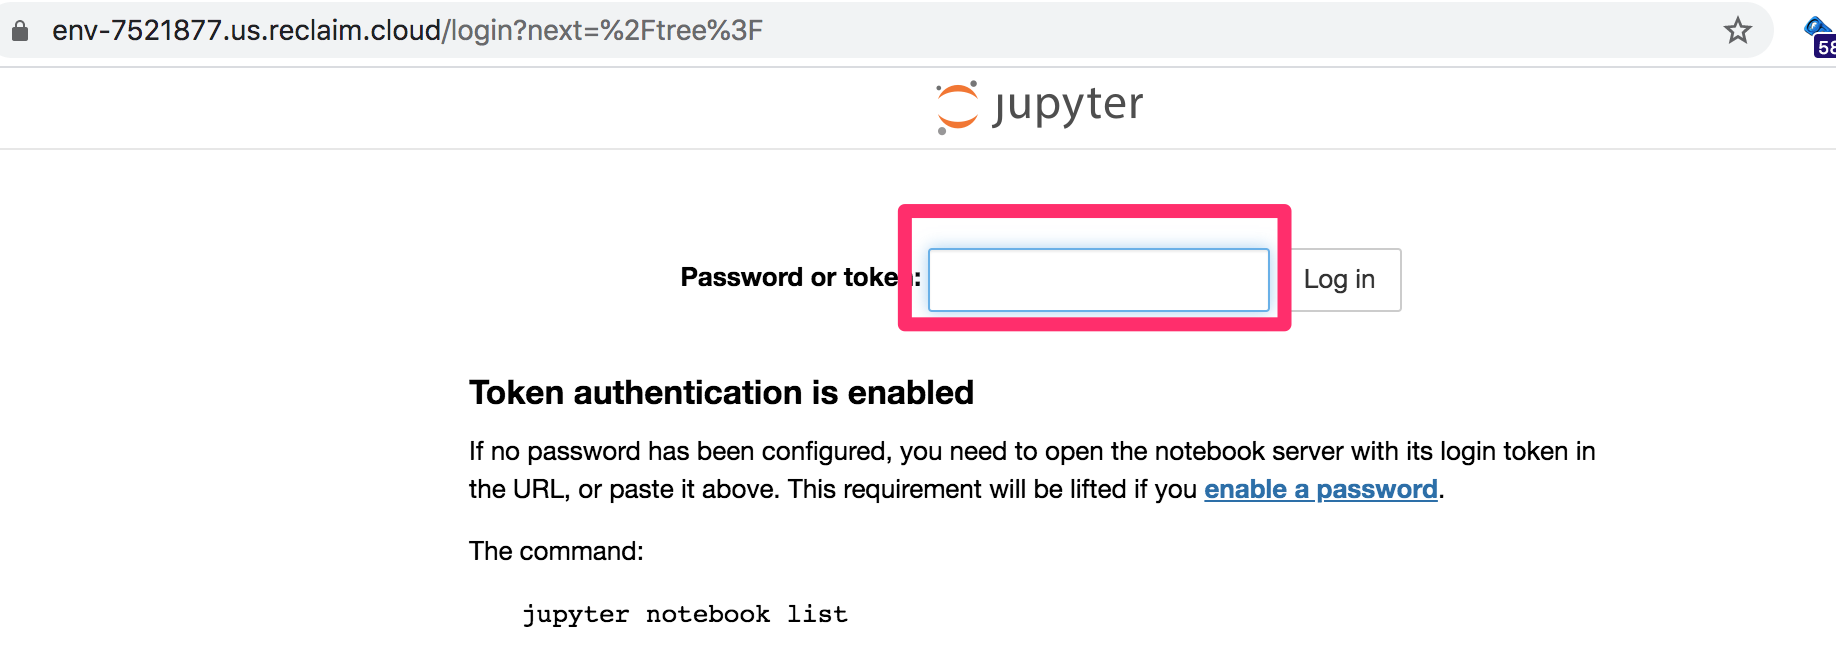 env-7521877.us.reclaim.cloud/login?next=%2Ftree%3F
58
jupyter
Password or token: Log in
Token authentication is enabled
If no password has been configured, you need to open the notebook server with its login token in
the URL, or paste it above. This requirement will be lifted if you enable a password.
The command:
jupyter notebook list